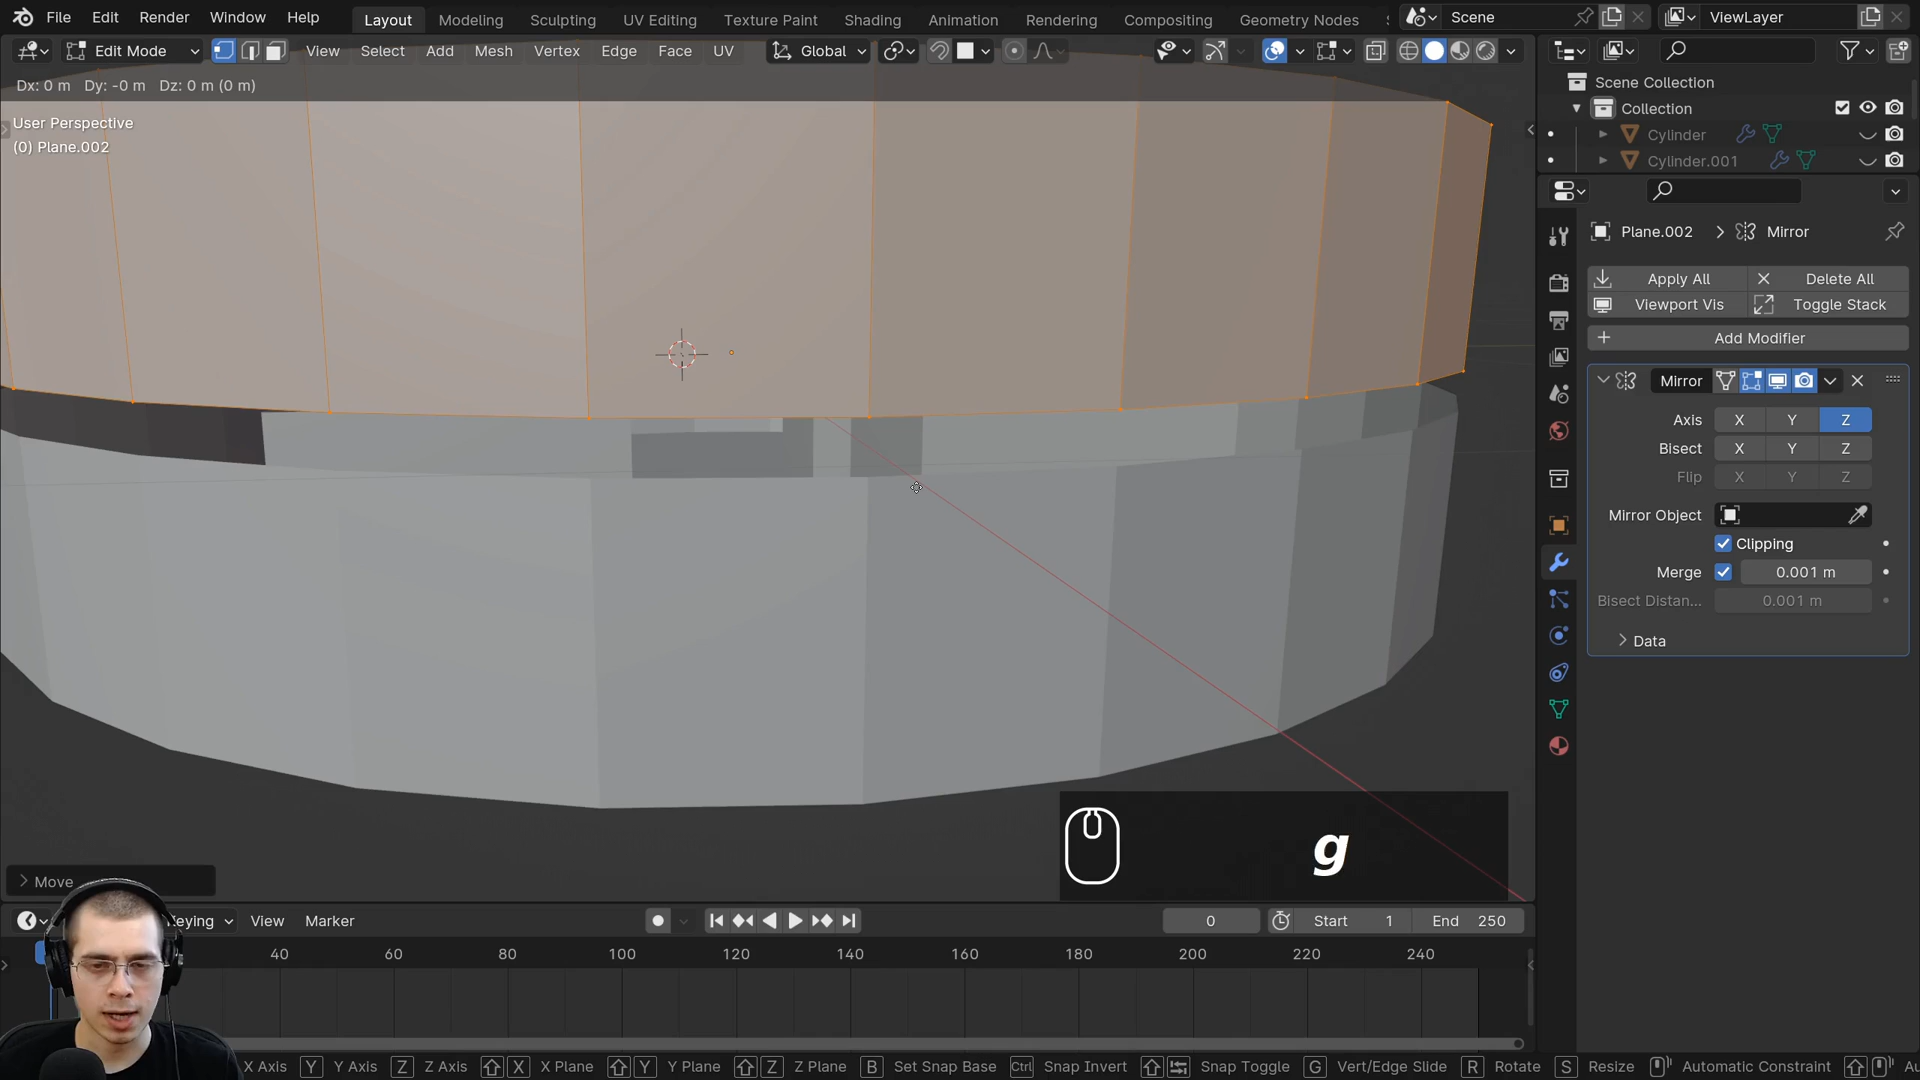 File Edit Render Window Help Layout Modeling Sculpting UV Editing Texture Paint Shading Animation Rendering Compositing Geometry Nodes Scene ViewLayer
Edit Mode View Select Add Mesh Vertex Edge Face UV Global
Dx: 0 m Dy: -0 m Dz: 0 m (0 m)
User Perspective
(0) Plane.002
Scene Collection
Collection
Cylinder
Cylinder.001
Plane.002 > Mirror
Apply All Delete All
Viewport Vis Toggle Stack
Add Modifier
Mirror
Axis X Y Z
Bisect X Y Z
Flip X Y Z
Mirror Object
Clipping
Merge 0.001 m
Bisect Distan... 0.001 m
Data
g
Move
Keying View Marker 0 Start 1 End 250
40 60 80 100 120 140 160 180 200 220 240
X Axis Y Y Axis Z Z Axis X X Plane Y Y Plane Z Z Plane B Set Snap Base Ctrl Snap Invert Snap Toggle G Vert/Edge Slide R Rotate S Resize Automatic Constraint